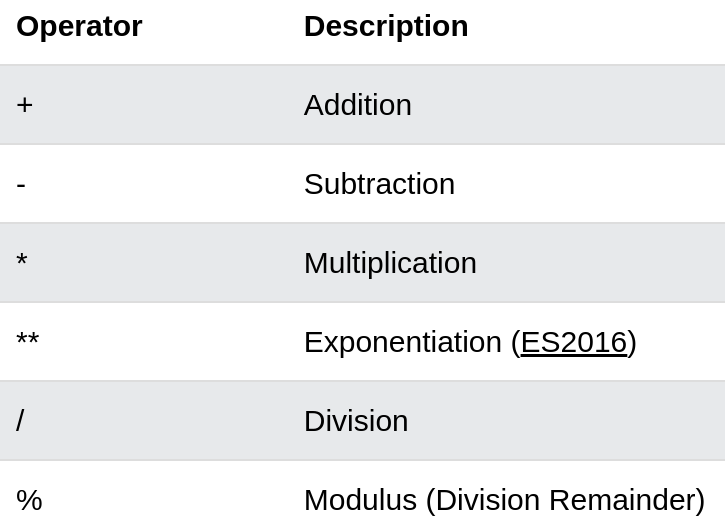 Operator Description
+ Addition
- Subtraction
* Multiplication
** Exponentiation (ES2016)
/ Division
% Modulus (Division Remainder)